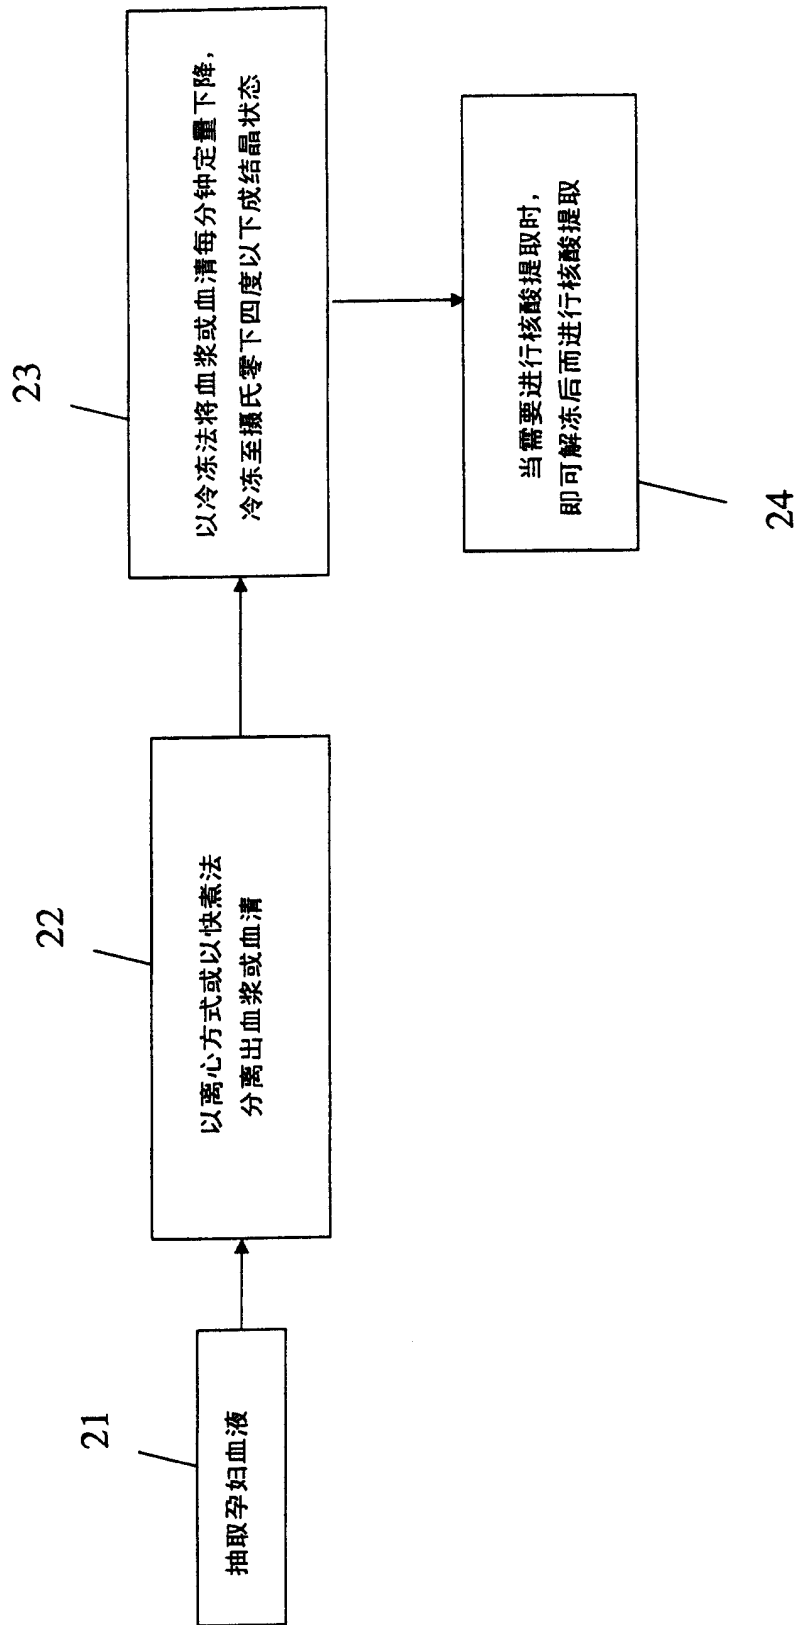 21
抽取孕妇血液
22
以离心方式或以快煮法
分离出血浆或血清
23
以冷冻法将血浆或血清每分钟定量下降，
冷冻至摄氏零下四度以下成结晶状态
24
当需要进行核酸提取时，
即可解冻后而进行核酸提取